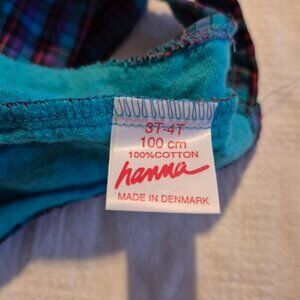 3T-4T
100 cm
100% COTTON
hanna
MADE IN DENMARK